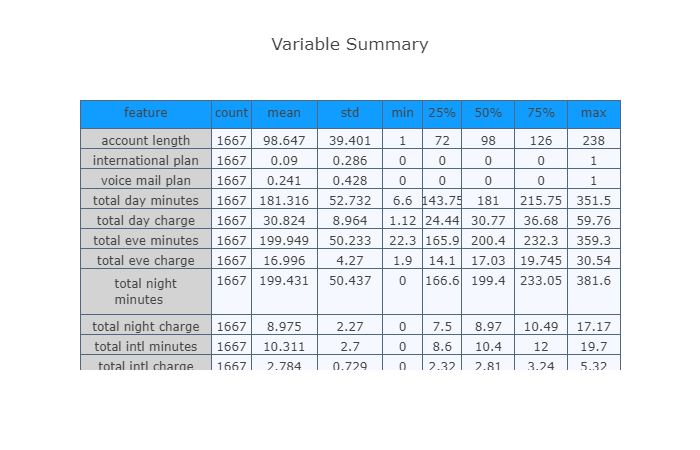 Variable Summary
feature count mean std min 25% 50% 75% max
account length 1667 98.647 39.401 1 72 98 126 238
international plan 1667 0.09 0.286 0 0 0 0 1
voice mail plan 1667 0.241 0.428 0 0 0 0 1
total day minutes 1667 181.316 52.732 6.6 143.75 181 215.75 351.5
total day charge 1667 30.824 8.964 1.12 24.44 30.77 36.68 59.76
total eve minutes 1667 199.949 50.233 22.3 165.9 200.4 232.3 359.3
total eve charge 1667 16.996 4.27 1.9 14.1 17.03 19.745 30.54
total night 1667 199.431 50.437 0 166.6 199.4 233.05 381.6
minutes
total night charge 1667 8.975 2.27 0 7.5 8.97 10.49 17.17
total intl minutes 1667 10.311 2.7 0 8.6 10.4 12 19.7
total intl charge 1667 2.784 0.729 0 2.32 2.81 3.24 5.32